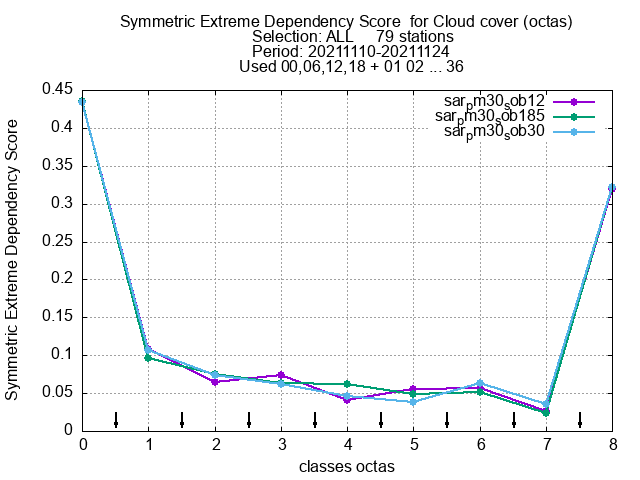 Symmetric Extreme Dependency Score for Cloud cover (octas)
Selection: ALL 79 stations
Period: 20211110-20211124
Used 00,06,12,18 + 01 02 ... 36
Symmetric Extreme Dependency Score
0.45
0.4
0.35
0.3
0.25
0.2
0.15
0.1
0.05
0
sarpm30sob12
sarpm30sob185
sarpm30sob30
0 1 2 3 4 5 6 7 8
classes octas